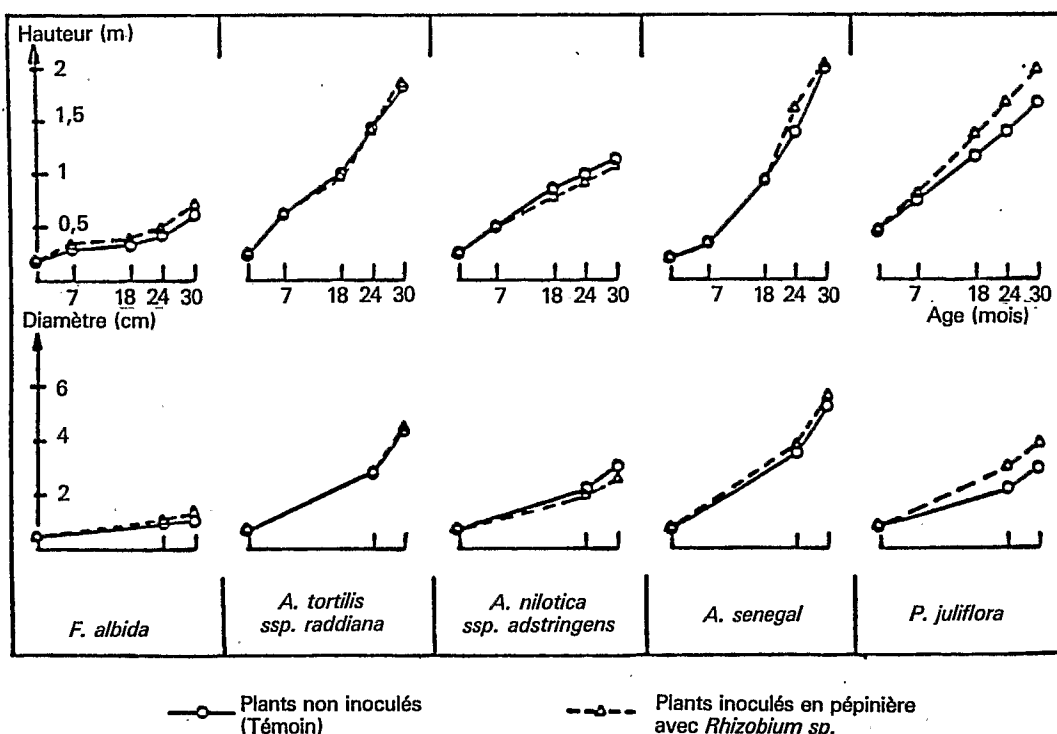 Hauteur (m)
2
1,5
1
0,5
7 18 24 30
7 18 24 30
7 18 24 30
7 18 24 30
7 18 24 30
Diamètre (cm)
Age (mois)
6
4
2
F. albida
A. tortilis
ssp. raddiana
A. nilotica
ssp. adstringens
A. senegal
P. juliflora
Plants non inoculés
(Témoin)
Plants inoculés en pépinière
avec Rhizobium sp.